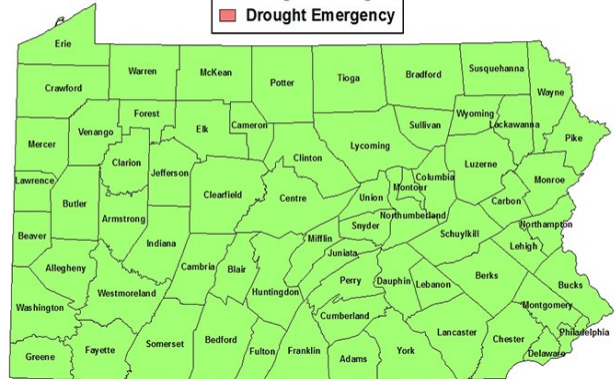 Drought Emergency
Erie
Warren
McKean
Potter
Tioga
Bradford
Susquehanna
Wayne
Crawford
Forest
Elk
Cameron
Sullivan
Wyoming
Lackawanna
Pike
Mercer
Venango
Clarion
Jefferson
Clinton
Lycoming
Luzerne
Monroe
Lawrence
Butler
Clearfield
Centre
Union
Montour
Columbia
Carbon
Armstrong
Snyder
Northumberland
Northampton
Beaver
Indiana
Mifflin
Schuylkill
Lehigh
Allegheny
Cambria
Blair
Juniata
Berks
Bucks
Westmoreland
Huntingdon
Perry
Dauphin
Lebanon
Washington
Cumberland
Montgomery
Philadelphia
Greene
Fayette
Somerset
Bedford
Fulton
Franklin
Adams
York
Lancaster
Chester
Delaware